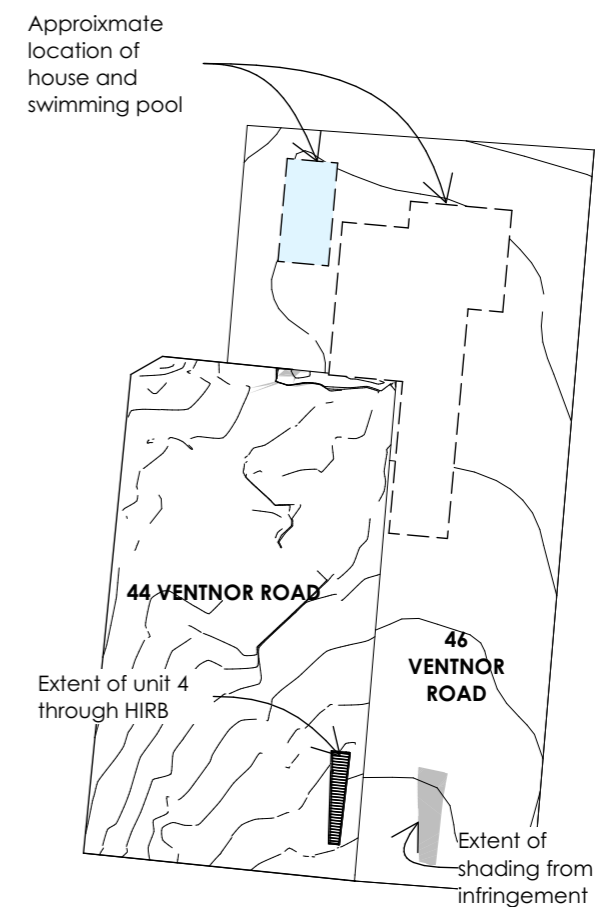 Approixmate
location of
house and
swimming pool
44 VENTNOR ROAD
46
VENTNOR
ROAD
Extent of unit 4
through HIRB
Extent of
shading from
infringement